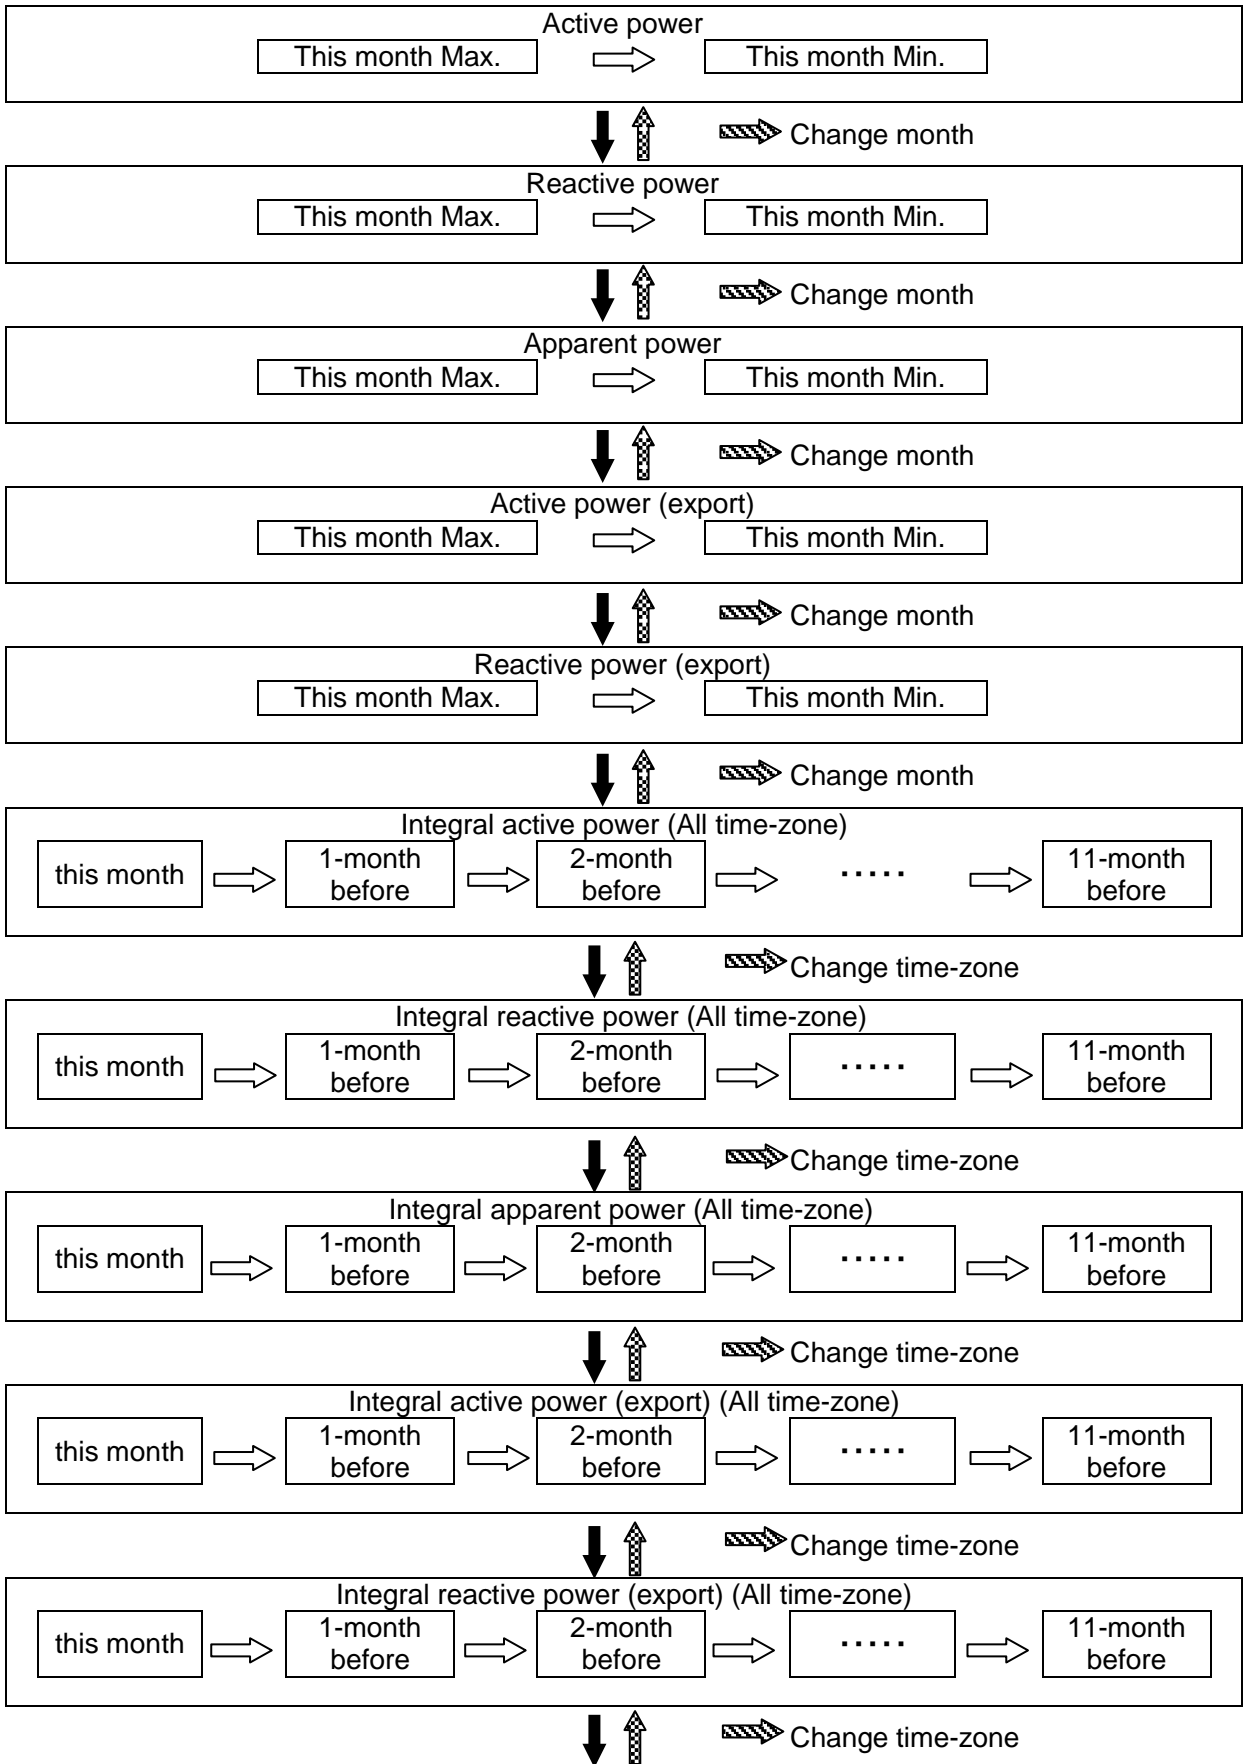 Active power
This month Max. This month Min.
Change month
Reactive power
This month Max. This month Min.
Change month
Apparent power
This month Max. This month Min.
Change month
Active power (export)
This month Max. This month Min.
Change month
Reactive power (export)
This month Max. This month Min.
Change month
Integral active power (All time-zone)
this month
1-month
before
2-month
before
·····
11-month
before
Change time-zone
Integral reactive power (All time-zone)
this month
1-month
before
2-month
before
·····
11-month
before
Change time-zone
Integral apparent power (All time-zone)
this month
1-month
before
2-month
before
·····
11-month
before
Change time-zone
Integral active power (export) (All time-zone)
this month
1-month
before
2-month
before
·····
11-month
before
Change time-zone
Integral reactive power (export) (All time-zone)
this month
1-month
before
2-month
before
·····
11-month
before
Change time-zone